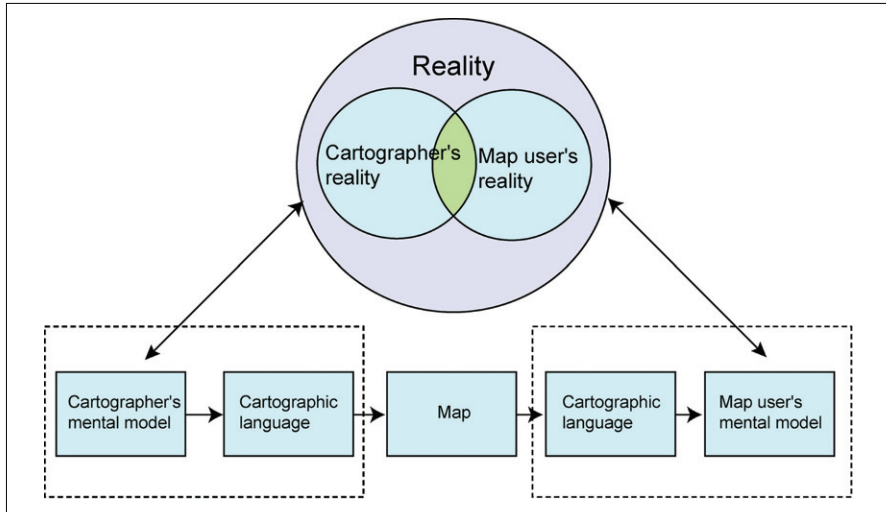 Reality
Cartographer's
reality
Map user's
reality
Cartographer's
mental model
Cartographic
language
Map
Cartographic
language
Map user's
mental model